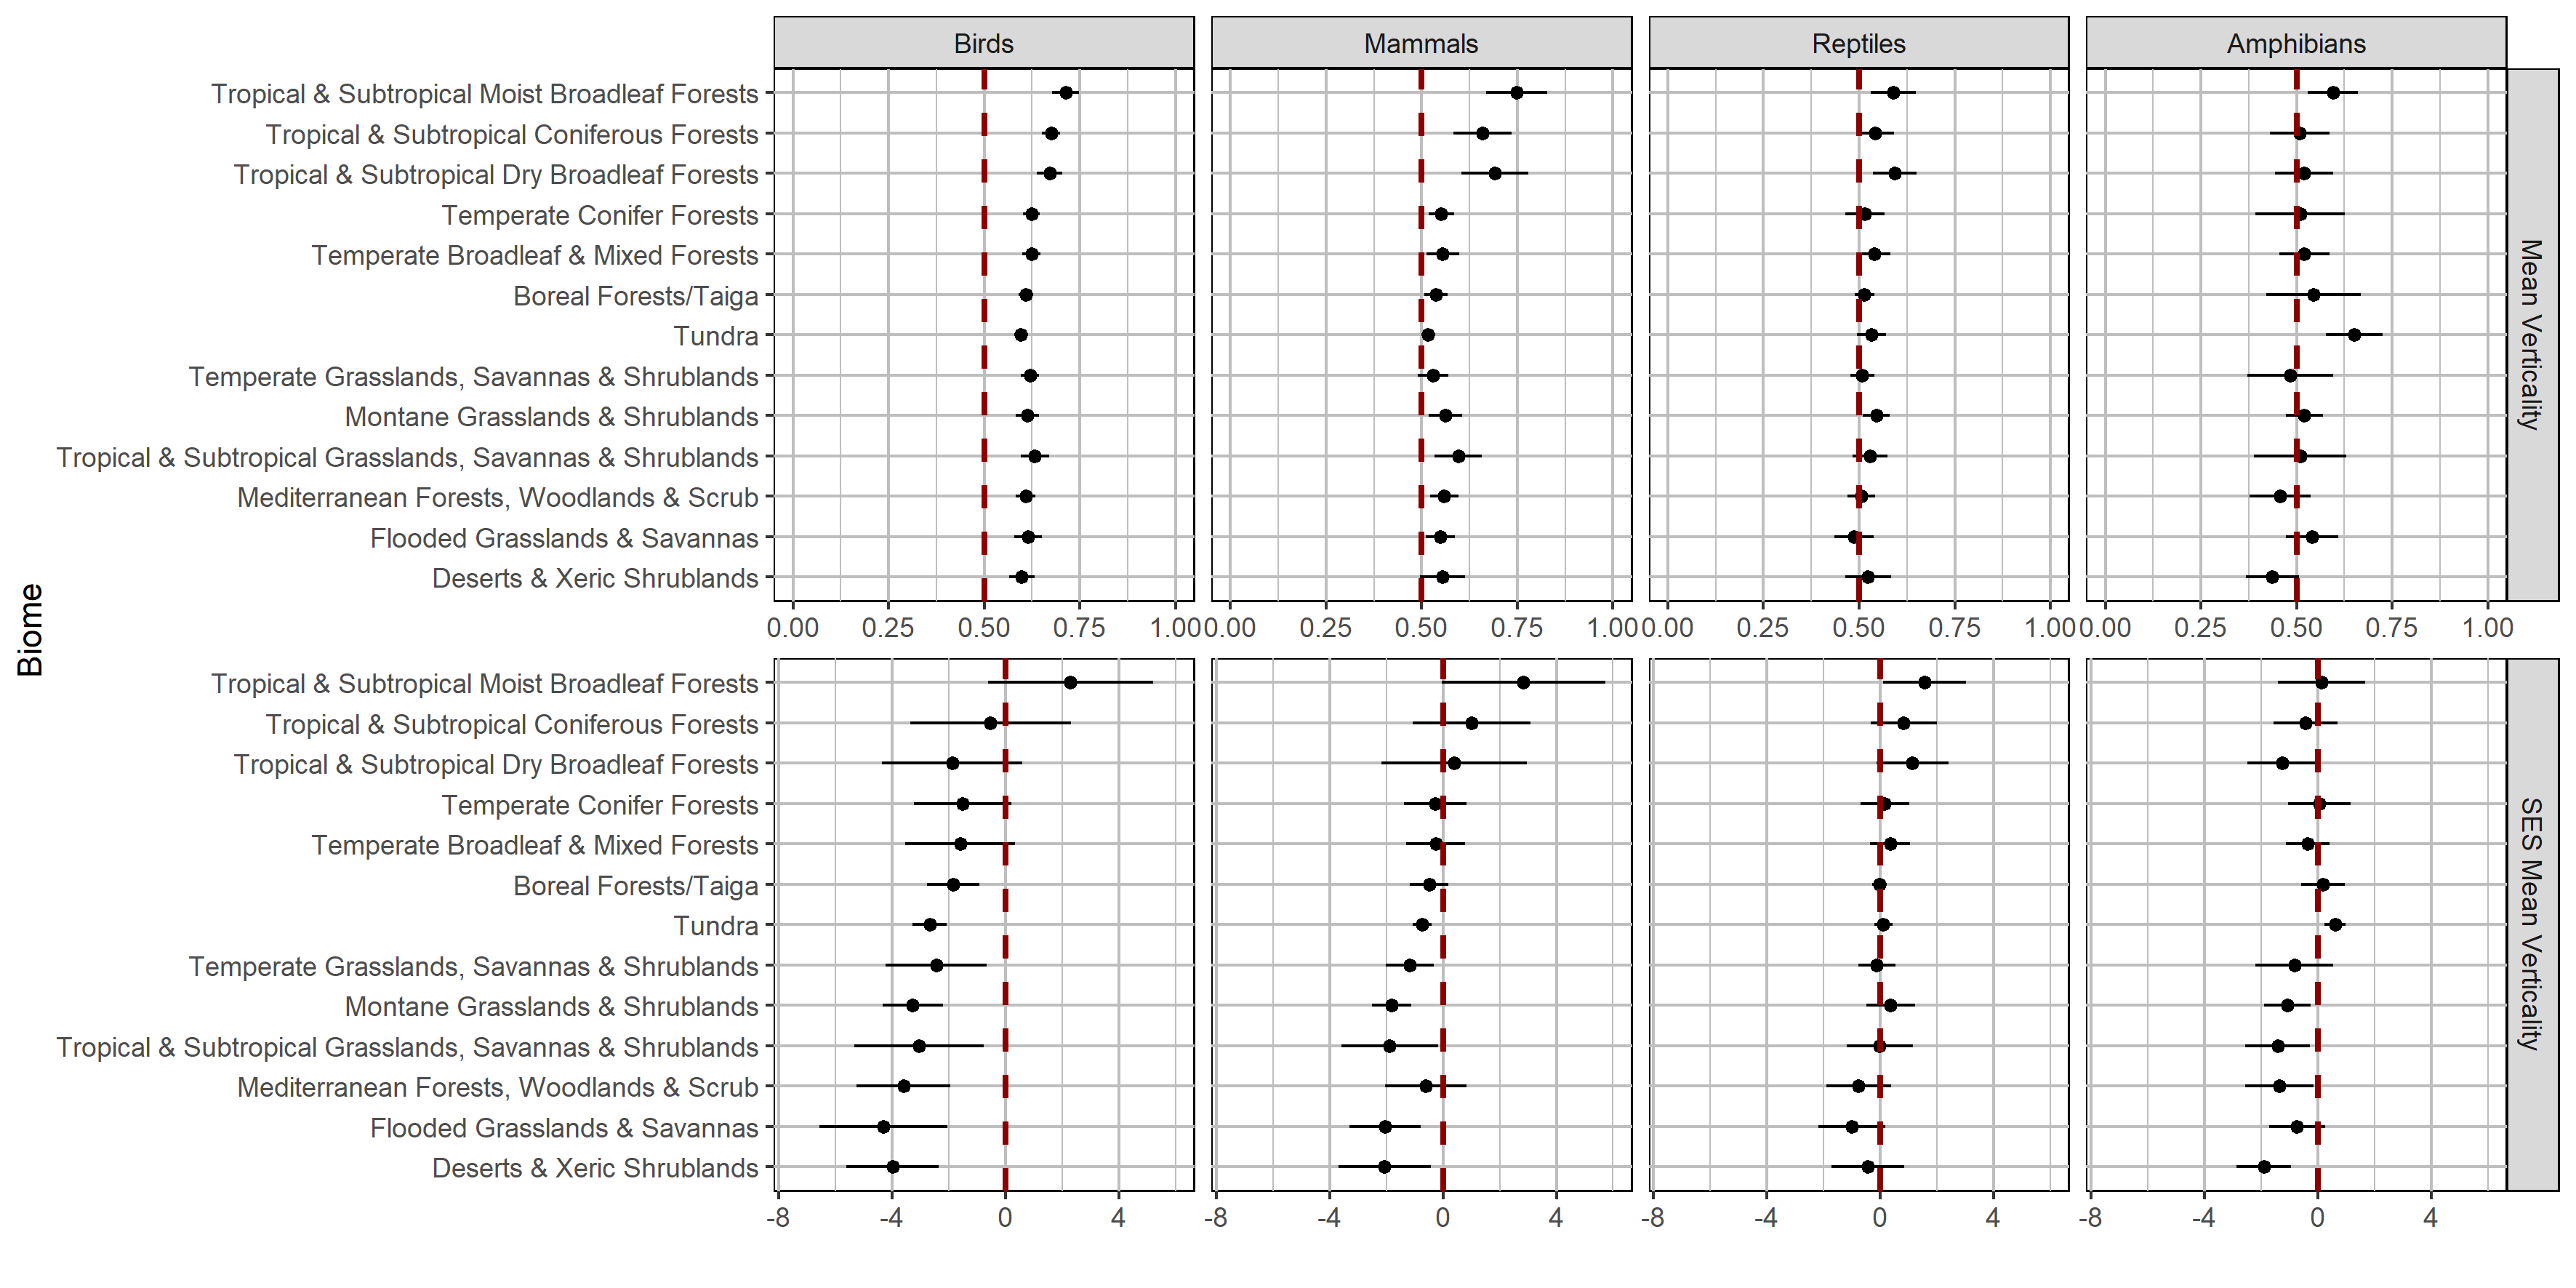 Birds Mammals Reptiles Amphibians
Tropical & Subtropical Moist Broadleaf Forests
Tropical & Subtropical Coniferous Forests
Tropical & Subtropical Dry Broadleaf Forests
Temperate Conifer Forests
Temperate Broadleaf & Mixed Forests
Boreal Forests/Taiga
Tundra
Temperate Grasslands, Savannas & Shrublands
Montane Grasslands & Shrublands
Tropical & Subtropical Grasslands, Savannas & Shrublands
Mediterranean Forests, Woodlands & Scrub
Flooded Grasslands & Savannas
Deserts & Xeric Shrublands
Mean Verticality
0.00 0.25 0.50 0.75 1.00 0.00 0.25 0.50 0.75 1.00 0.00 0.25 0.50 0.75 1.00 0.00 0.25 0.50 0.75 1.00
Biome
Tropical & Subtropical Moist Broadleaf Forests
Tropical & Subtropical Coniferous Forests
Tropical & Subtropical Dry Broadleaf Forests
Temperate Conifer Forests
Temperate Broadleaf & Mixed Forests
Boreal Forests/Taiga
Tundra
Temperate Grasslands, Savannas & Shrublands
Montane Grasslands & Shrublands
Tropical & Subtropical Grasslands, Savannas & Shrublands
Mediterranean Forests, Woodlands & Scrub
Flooded Grasslands & Savannas
Deserts & Xeric Shrublands
SES Mean Verticality
-8 -4 0 4 -8 -4 0 4 -8 -4 0 4 -8 -4 0 4